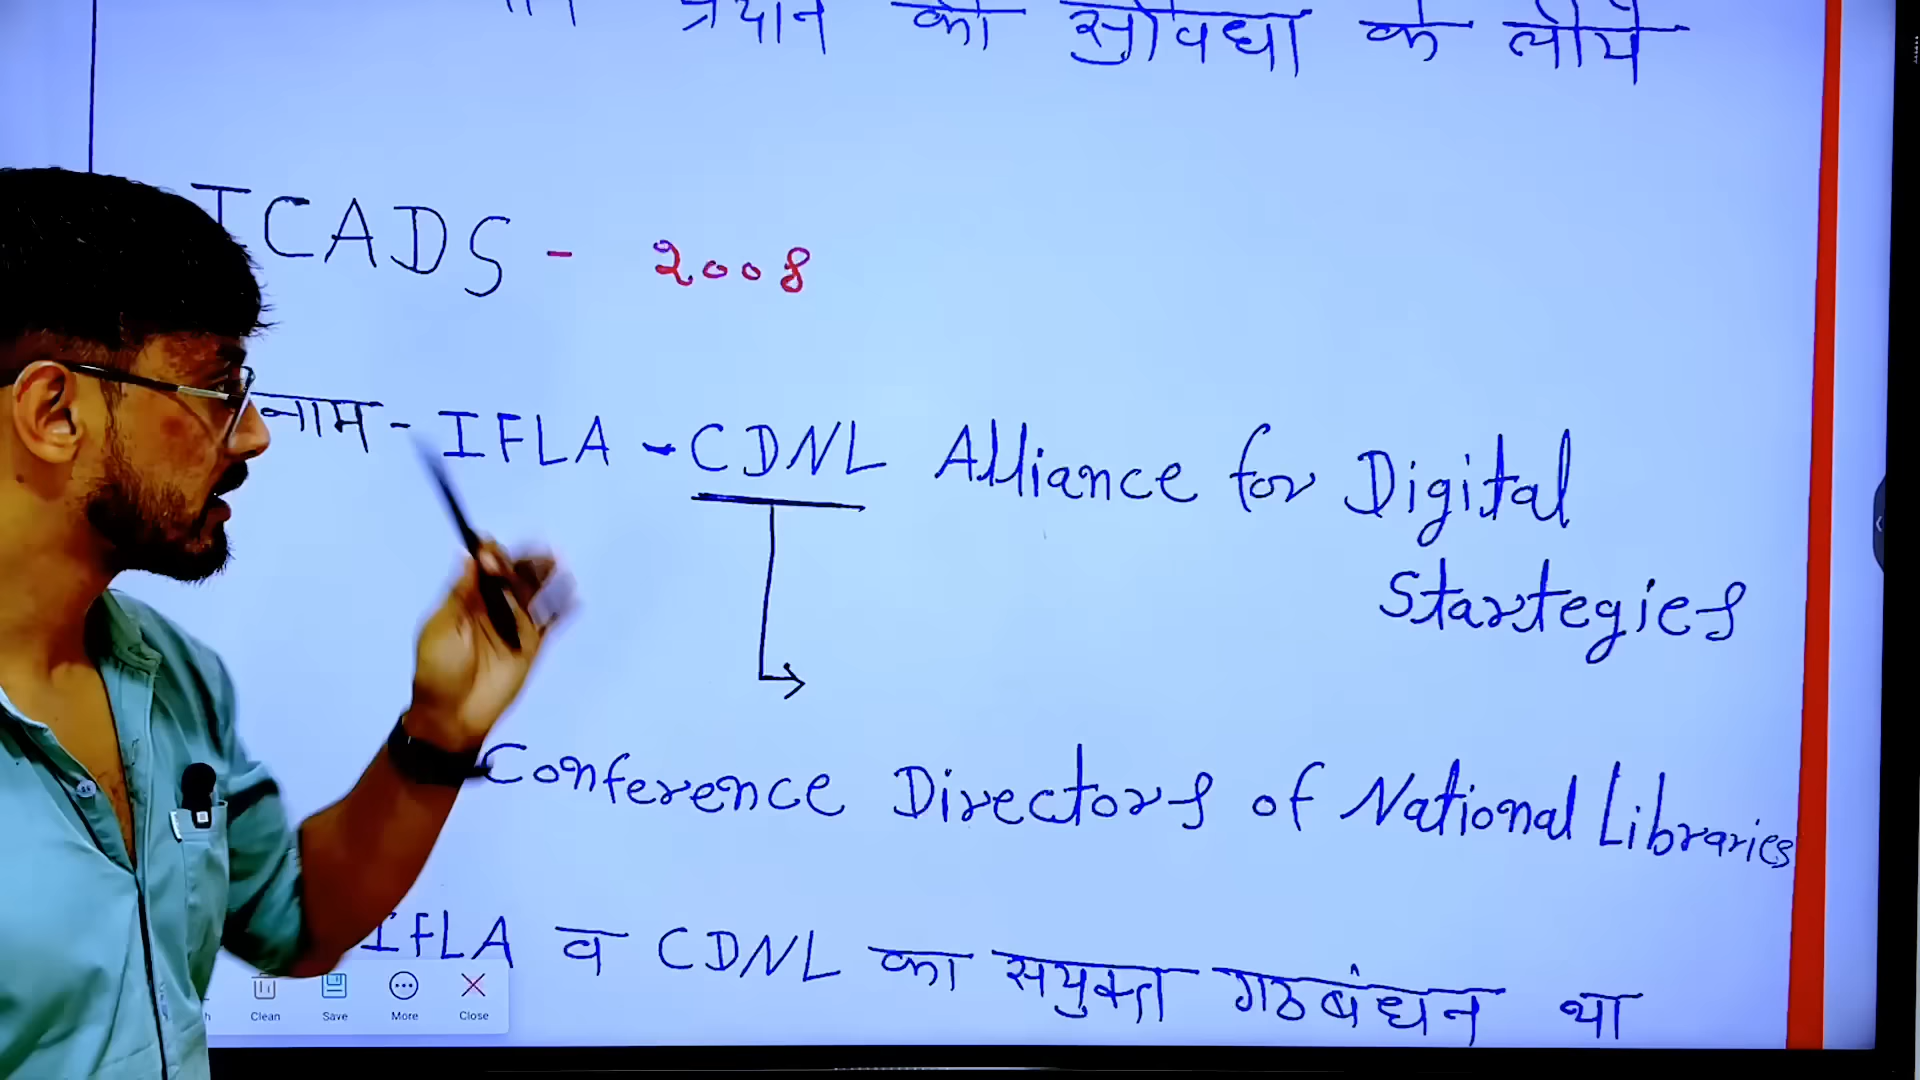 प्रदान की सुविधा के लीये
ICADS - 2008
नाम - IFLA - CDNL Alliance for Digital
Startegies
Conference Directors of National Libraries
IFLA व CDNL का सयुक्त गठबंधन था
Clean Save More Close